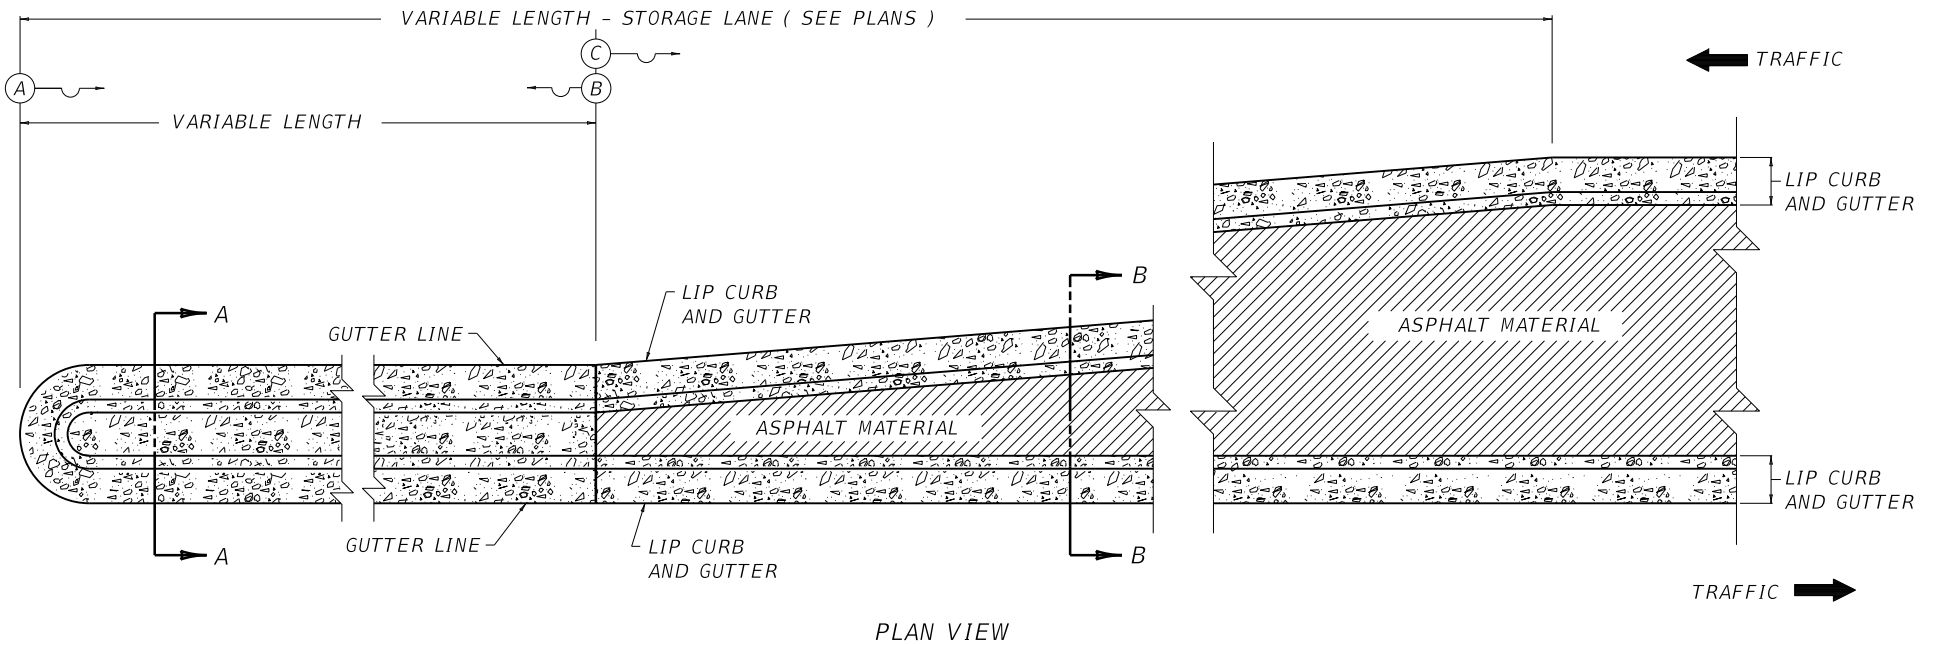 VARIABLE LENGTH - STORAGE LANE ( SEE PLANS )
C
TRAFFIC
A
B
VARIABLE LENGTH
LIP CURB
AND GUTTER
B
LIP CURB
AND GUTTER
A
GUTTER LINE
ASPHALT MATERIAL
ASPHALT MATERIAL
LIP CURB
AND GUTTER
GUTTER LINE
LIP CURB
AND GUTTER
A
B
TRAFFIC
PLAN VIEW